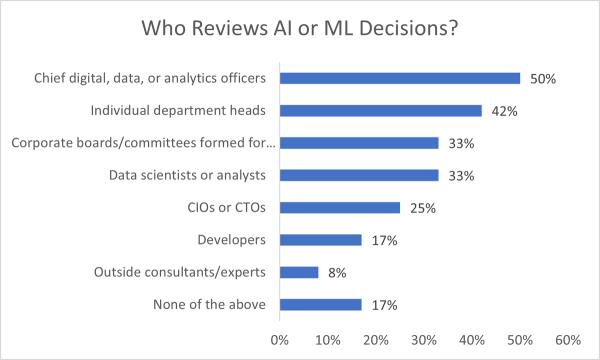 Who Reviews AI or ML Decisions?
Chief digital, data, or analytics officers 50%
Individual department heads 42%
Corporate boards/committees formed for... 33%
Data scientists or analysts 33%
CIOs or CTOs 25%
Developers 17%
Outside consultants/experts 8%
None of the above 17%
0% 10% 20% 30% 40% 50% 60%